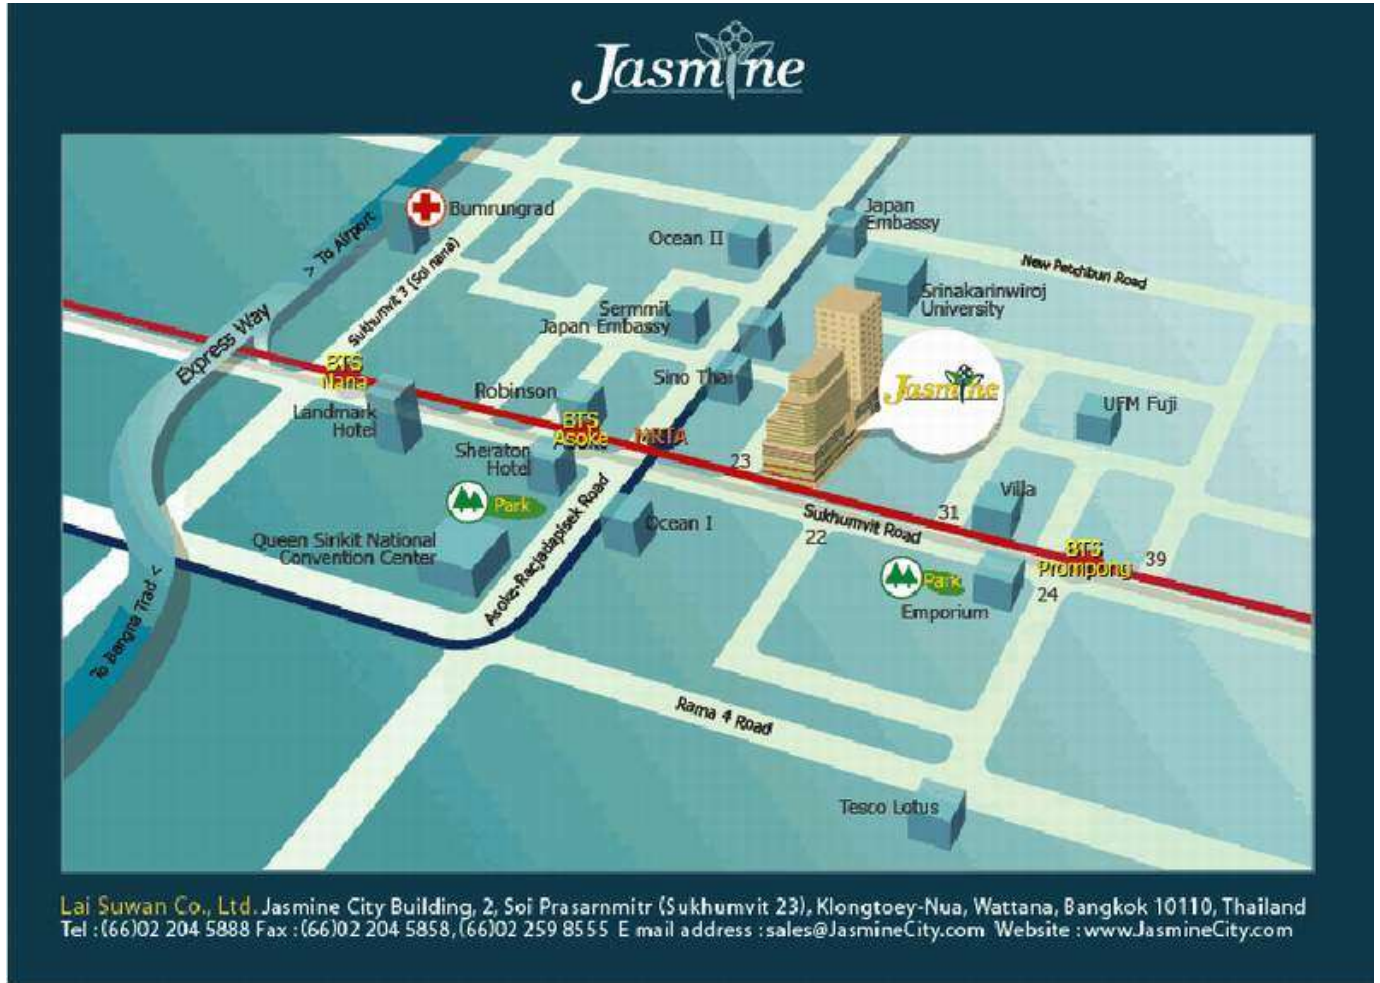 Jasmine
Bumrungrad
Japan
Embassy
Ocean II
> To Airport
Sukhumvit 3 (Soi nana)
New Petchburi Road
Srinakarinwiroj
University
Sermmit
Japan Embassy
Express Way
BTS
Nana
Sino Thai
Jasmine
Robinson
Landmark
Hotel
UFM Fuji
BTS
Asoke
MRTA
Sheraton
Hotel
23
Villa
Park
31
Sukhumvit Road
22
Ocean I
Queen Sirikit National
Convention Center
Asoke-Racjadapisek Road
BTS
Prompong
39
Park
24
Emporium
To Bangna Trad <
Rama 4 Road
Tesco Lotus
Lai Suwan Co., Ltd. Jasmine City Building, 2, Soi Prasarnmitr (Sukhumvit 23), Klongtoey-Nua, Wattana, Bangkok 10110, Thailand
Tel :(66)02 204 5888 Fax :(66)02 204 5858,(66)02 259 8555 E mail address :sales@JasmineCity.com Website :www.JasmineCity.com